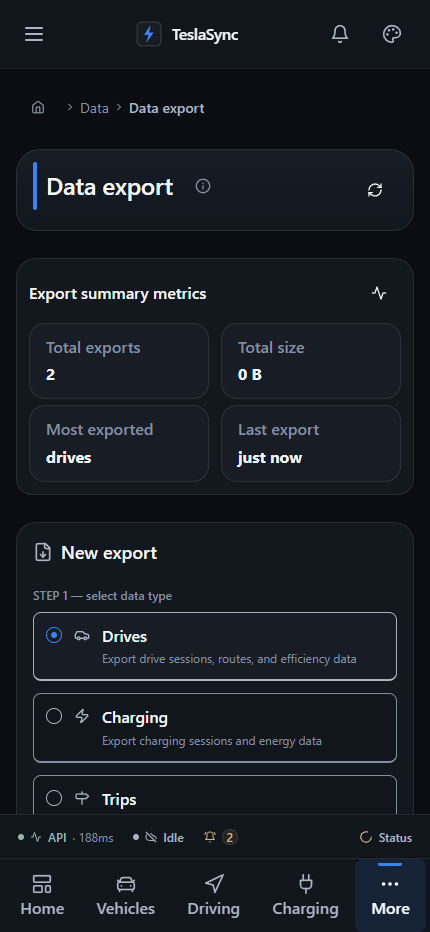 TeslaSync
Data
Data export
Data export
Export summary metrics
Total exports
2
Total size
0 B
Most exported
drives
Last export
just now
New export
STEP 1 — select data type
Drives
Export drive sessions, routes, and efficiency data
Charging
Export charging sessions and energy data
Trips
API · 188ms
Idle
2
Status
Home
Vehicles
Driving
Charging
More